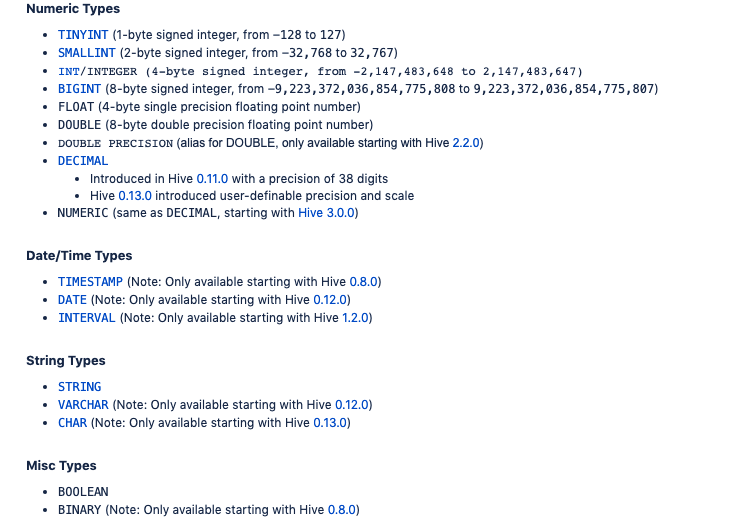 Numeric Types
• TINYINT (1-byte signed integer, from –128 to 127)
• SMALLINT (2-byte signed integer, from –32,768 to 32,767)
• INT/INTEGER (4-byte signed integer, from -2,147,483,648 to 2,147,483,647)
• BIGINT (8-byte signed integer, from –9,223,372,036,854,775,808 to 9,223,372,036,854,775,807)
• FLOAT (4-byte single precision floating point number)
• DOUBLE (8-byte double precision floating point number)
• DOUBLE PRECISION (alias for DOUBLE, only available starting with Hive 2.2.0)
• DECIMAL
• Introduced in Hive 0.11.0 with a precision of 38 digits
• Hive 0.13.0 introduced user-definable precision and scale
• NUMERIC (same as DECIMAL, starting with Hive 3.0.0)
Date/Time Types
• TIMESTAMP (Note: Only available starting with Hive 0.8.0)
• DATE (Note: Only available starting with Hive 0.12.0)
• INTERVAL (Note: Only available starting with Hive 1.2.0)
String Types
• STRING
• VARCHAR (Note: Only available starting with Hive 0.12.0)
• CHAR (Note: Only available starting with Hive 0.13.0)
Misc Types
• BOOLEAN
• BINARY (Note: Only available starting with Hive 0.8.0)